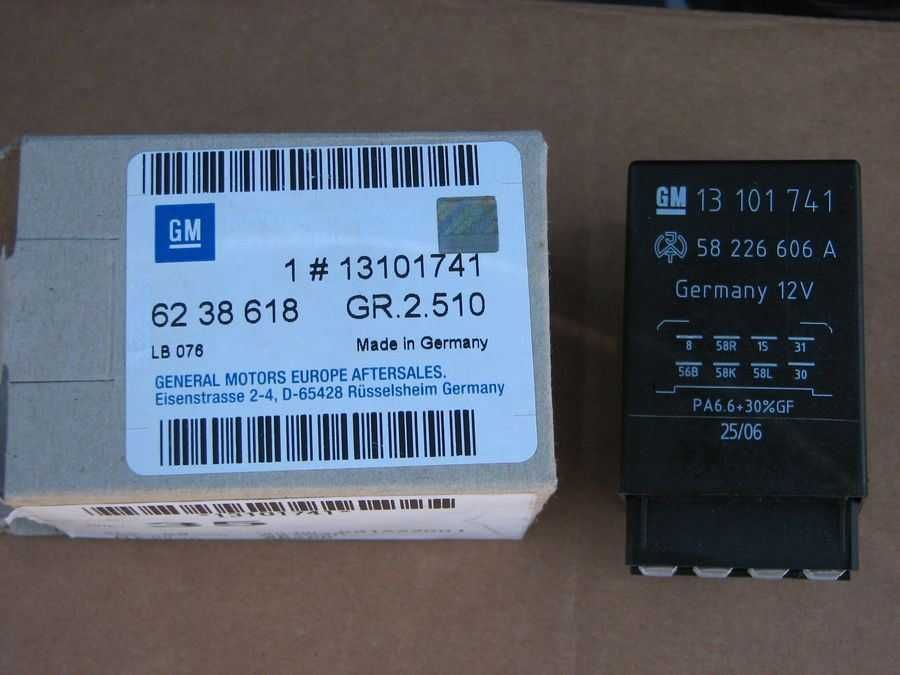 GM
1 # 13101741
62 38 618 GR.2.510
LB 076 Made in Germany
GENERAL MOTORS EUROPE AFTERSALES.
Eisenstrasse 2-4, D-65428 Rüsselsheim Germany
35
GM 13 101 741
58 226 606 A
Germany 12V
8 58R 15 31
56B 58K 58L 30
PA6.6+30%GF
25/06